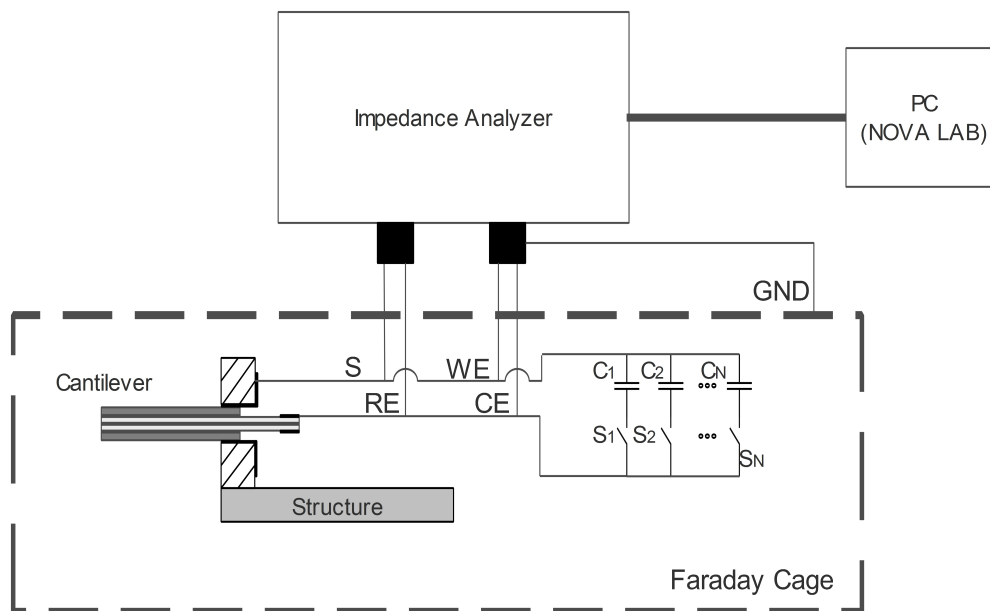 Impedance Analyzer
PC
(NOVA LAB)
GND
Cantilever
S
WE
RE
CE
C1
C2
CN
S1
S2
SN
Structure
Faraday Cage